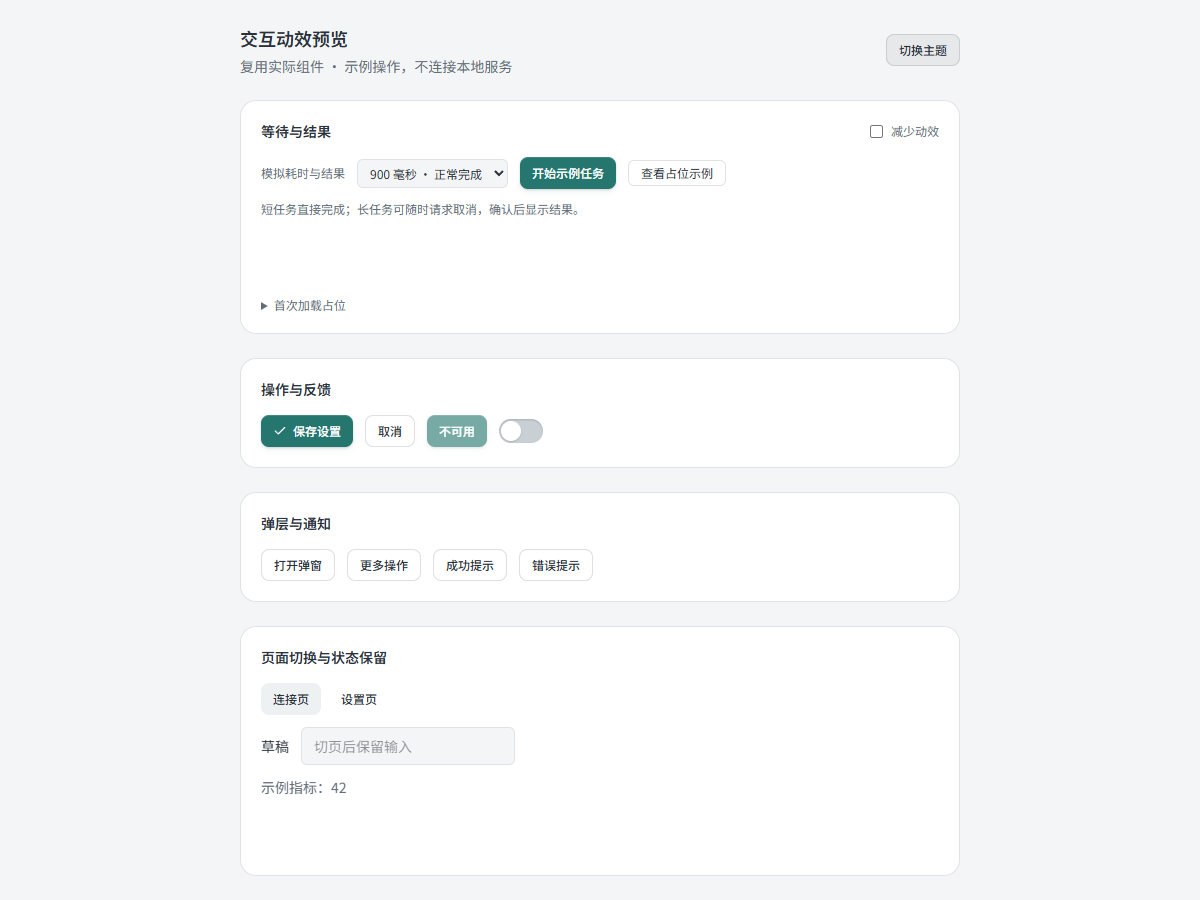 交互动效预览
复用实际组件 · 示例操作，不连接本地服务
切换主题
等待与结果
减少动效
模拟耗时与结果 900 毫秒 · 正常完成 开始示例任务 查看占位示例
短任务直接完成；长任务可随时请求取消，确认后显示结果。
首次加载占位
操作与反馈
保存设置 取消 不可用
弹层与通知
打开弹窗 更多操作 成功提示 错误提示
页面切换与状态保留
连接页 设置页
草稿 切页后保留输入
示例指标：42